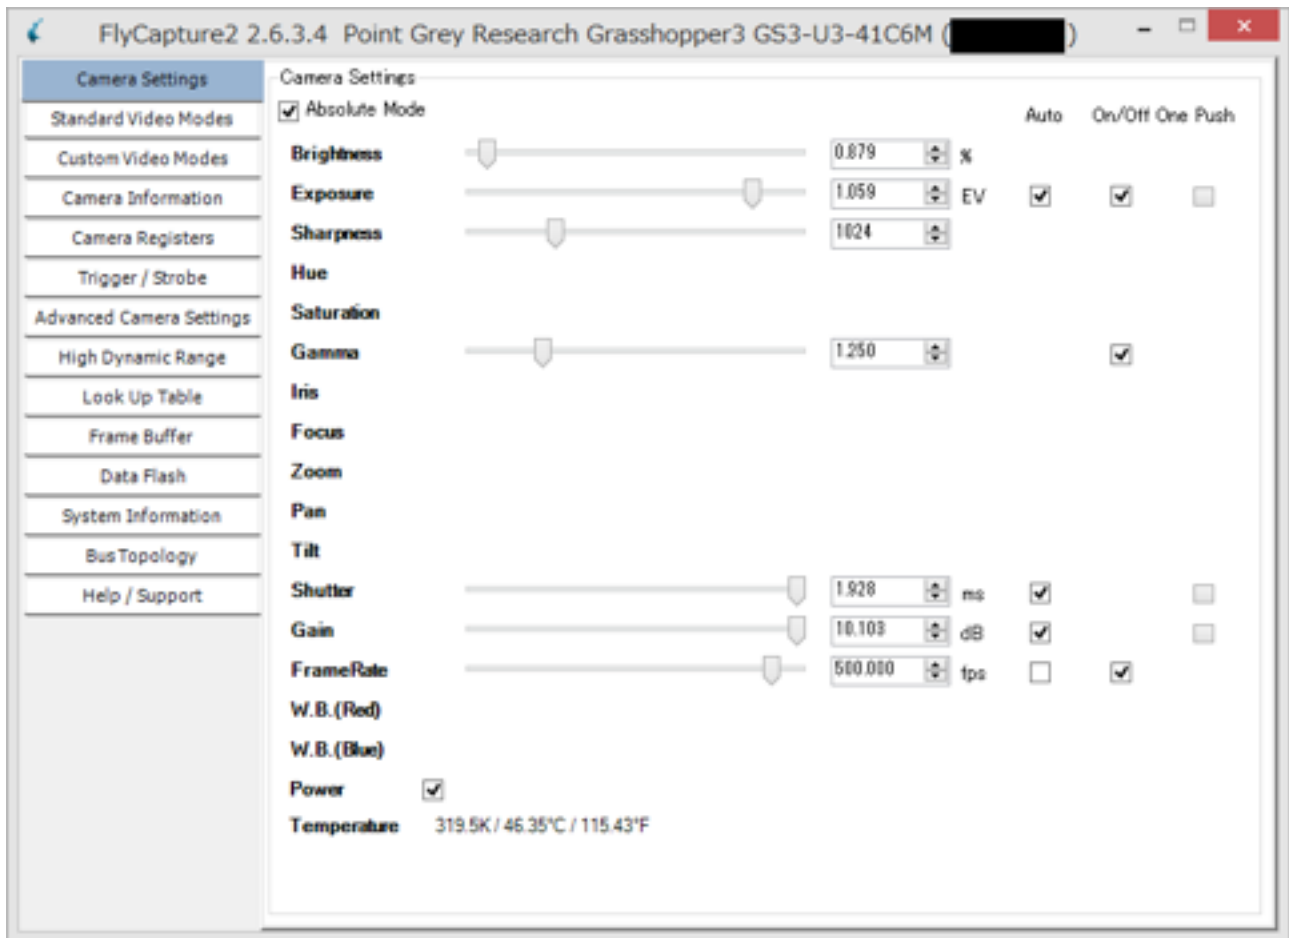 FlyCapture2 2.6.3.4 Point Grey Research Grasshopper3 GS3-U3-41C6M ( )
Camera Settings
Standard Video Modes
Custom Video Modes
Camera Information
Camera Registers
Trigger / Strobe
Advanced Camera Settings
High Dynamic Range
Look Up Table
Frame Buffer
Data Flash
System Information
Bus Topology
Help / Support
Camera Settings
Absolute Mode
Auto On/Off One Push
Brightness 0.879 %
Exposure 1.059 EV
Sharpness 1024
Hue
Saturation
Gamma 1.250
Iris
Focus
Zoom
Pan
Tilt
Shutter 1.928 ms
Gain 10.103 dB
FrameRate 500.000 fps
W.B.(Red)
W.B.(Blue)
Power
Temperature 319.5K / 46.35°C / 115.43°F